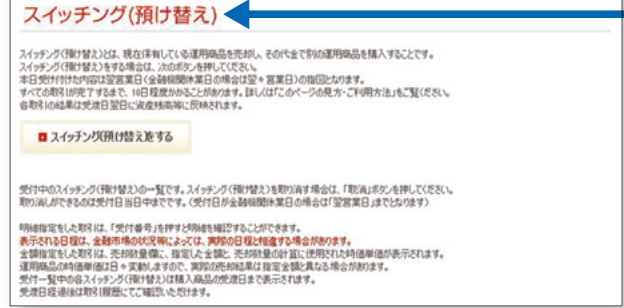 スイッチング(預け替え)
スイッチング(預け替え)とは、現在保有している運用商品を売却し、その代金で別の運用商品を購入することです。
スイッチング(預け替え)をする場合は、次のボタンを押してください。
本日受け付けた内容は翌営業日(金融機関休業日の場合は翌々営業日)の指図となります。
すべての取引が完了するまで、10日程度かかることがあります。詳しくは「このページの見方・ご利用方法」をご覧ください。
各取引の結果は受渡日翌日に資産残高等に反映されます。
スイッチング(預け替え)をする
受付中のスイッチング(預け替え)の一覧です。スイッチング(預け替え)を取り消す場合は、「取消」ボタンを押してください。
取り消しができるのは受付日当日中までです。(受付日が金融機関休業日の場合は「翌営業日」までとなります)
明細指定をした取引は、「受付番号」を押すと明細を確認することができます。
表示される日程は、金融市場の状況等によっては、実際の日程と相違する場合があります。
金額指定をした取引は、売却数量欄に、指定した金額と、売却数量の計算に使用された時価単価が表示されます。
運用商品の時価単価は日々変動しますので、実際の売却結果は指定金額と異なる場合があります。
受付一覧中の各スイッチング(預け替え)は購入商品の受渡日まで表示されます。
受渡日経過後は取引履歴にてご確認いただけます。